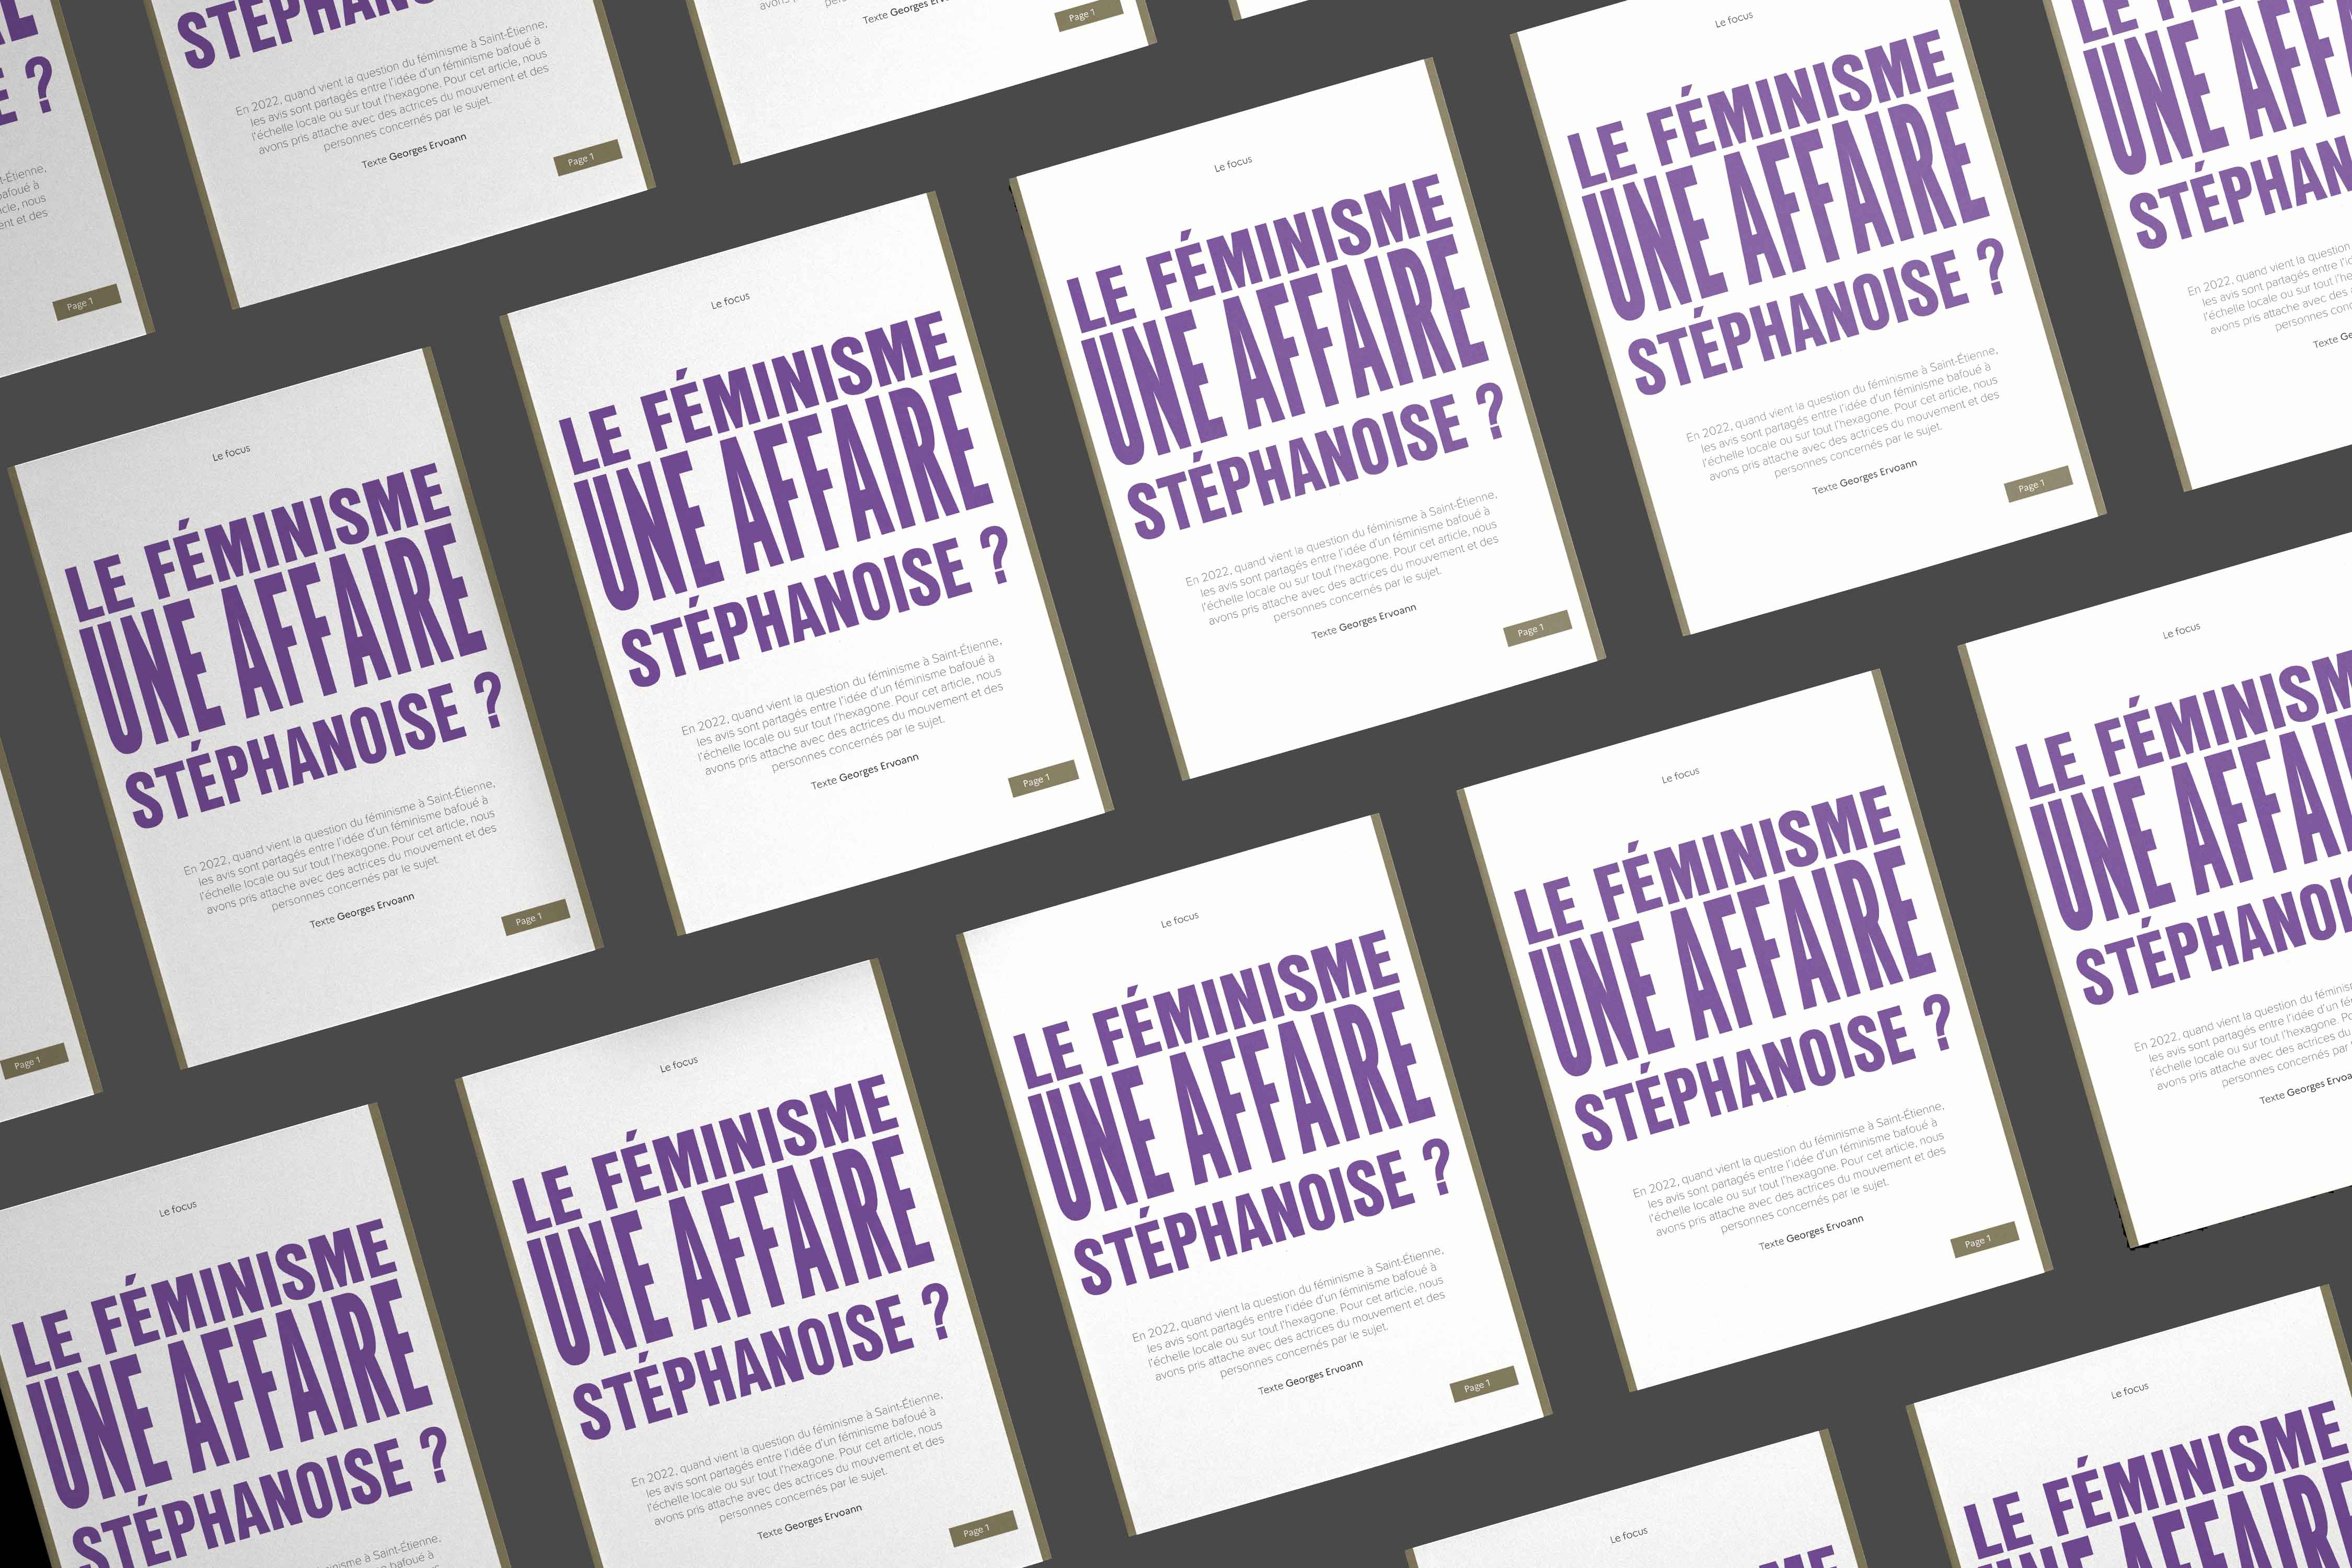 Le focus
LE FÉMINISME
UNE AFFAIRE
STÉPHANOISE ?
En 2022, quand vient la question du féminisme à Saint-Étienne,
les avis sont partagés entre l'idée d'un féminisme bafoué à
l'échelle locale ou sur tout l'hexagone. Pour cet article, nous
avons pris attache avec des actrices du mouvement et des
personnes concernés par le sujet.
Texte Georges Ervoann
Page 1